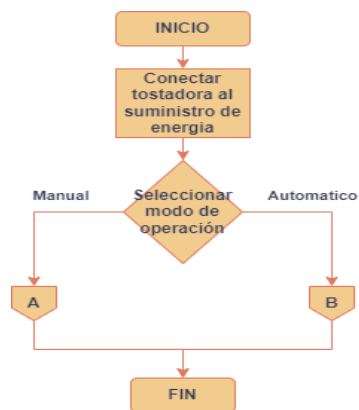 INICIO
Conectar
tostadora al
suministro de
energia
Manual
Seleccionar
modo de
operación
Automatico
A
B
FIN